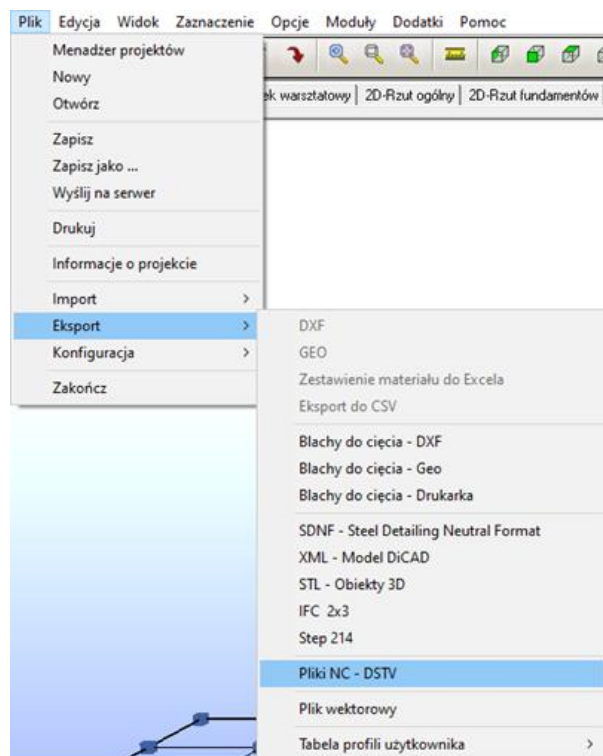 Plik Edycja Widok Zaznaczenie Opcje Moduły Dodatki Pomoc
Menadżer projektów
Nowy
Otwórz
Zapisz
Zapisz jako ...
Wyślij na serwer
Drukuj
Informacje o projekcie
Import
Eksport
Konfiguracja
Zakończ
ek warsztatowy 2D-Rzut ogólny 2D-Rzut fundamentów
DXF
GEO
Zestawienie materiału do Excela
Eksport do CSV
Blachy do cięcia - DXF
Blachy do cięcia - Geo
Blachy do cięcia - Drukarka
SDNF - Steel Detailing Neutral Format
XML - Model DiCAD
STL - Obiekty 3D
IFC 2x3
Step 214
Pliki NC - DSTV
Plik wektorowy
Tabela profili użytkownika